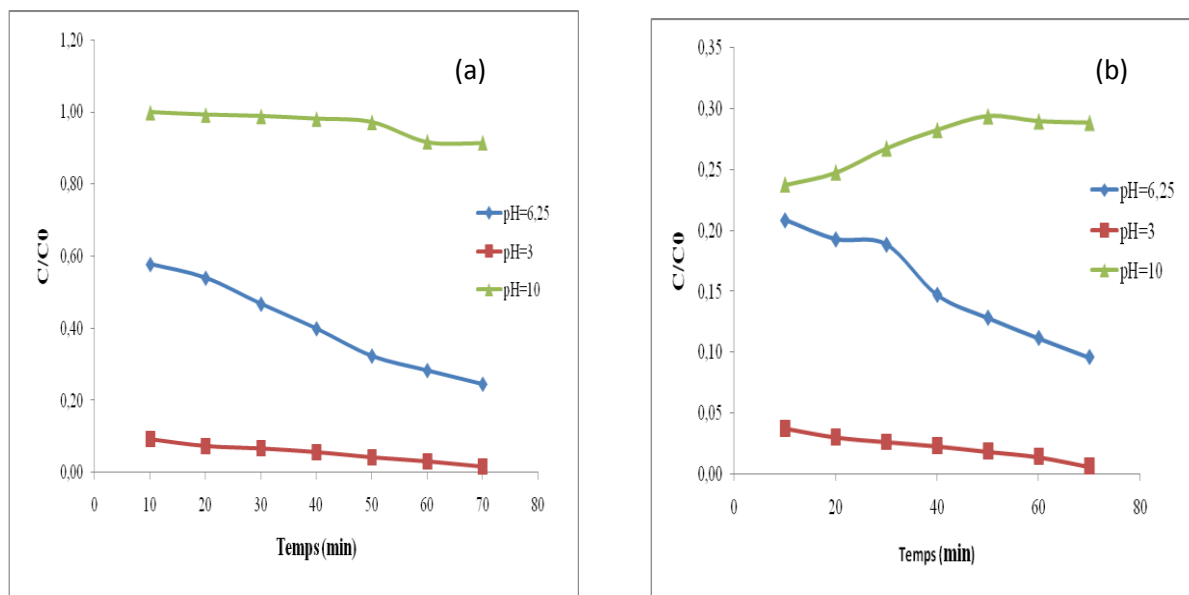 (a)
1,20
1,00
0,80
0,60
0,40
0,20
0,00
C/C0
0 10 20 30 40 50 60 70 80
Temps (min)
pH=6,25
pH=3
pH=10
(b)
0,35
0,30
0,25
0,20
0,15
0,10
0,05
0,00
C/C0
0 20 40 60 80
Temps (min)
pH=6,25
pH=3
pH=10